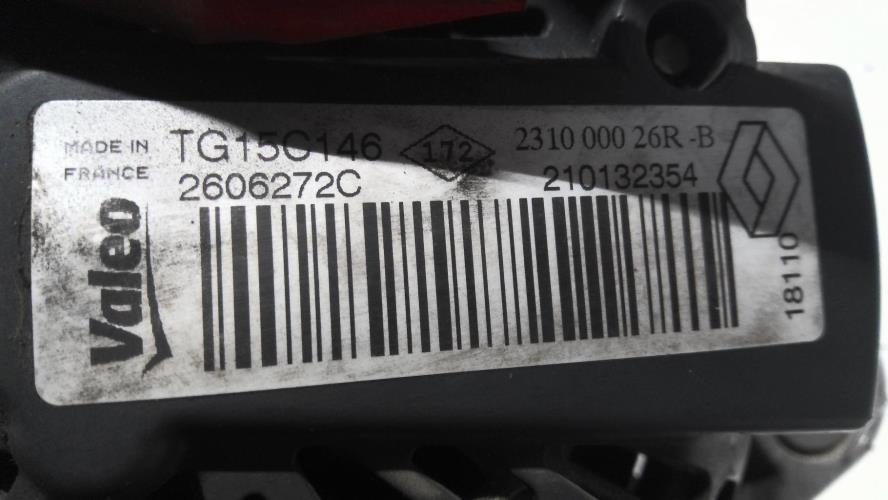 MADE IN
FRANCE
TG15C146
172
2310 000 26R -B
2606272C
210132354
Valeo
18110